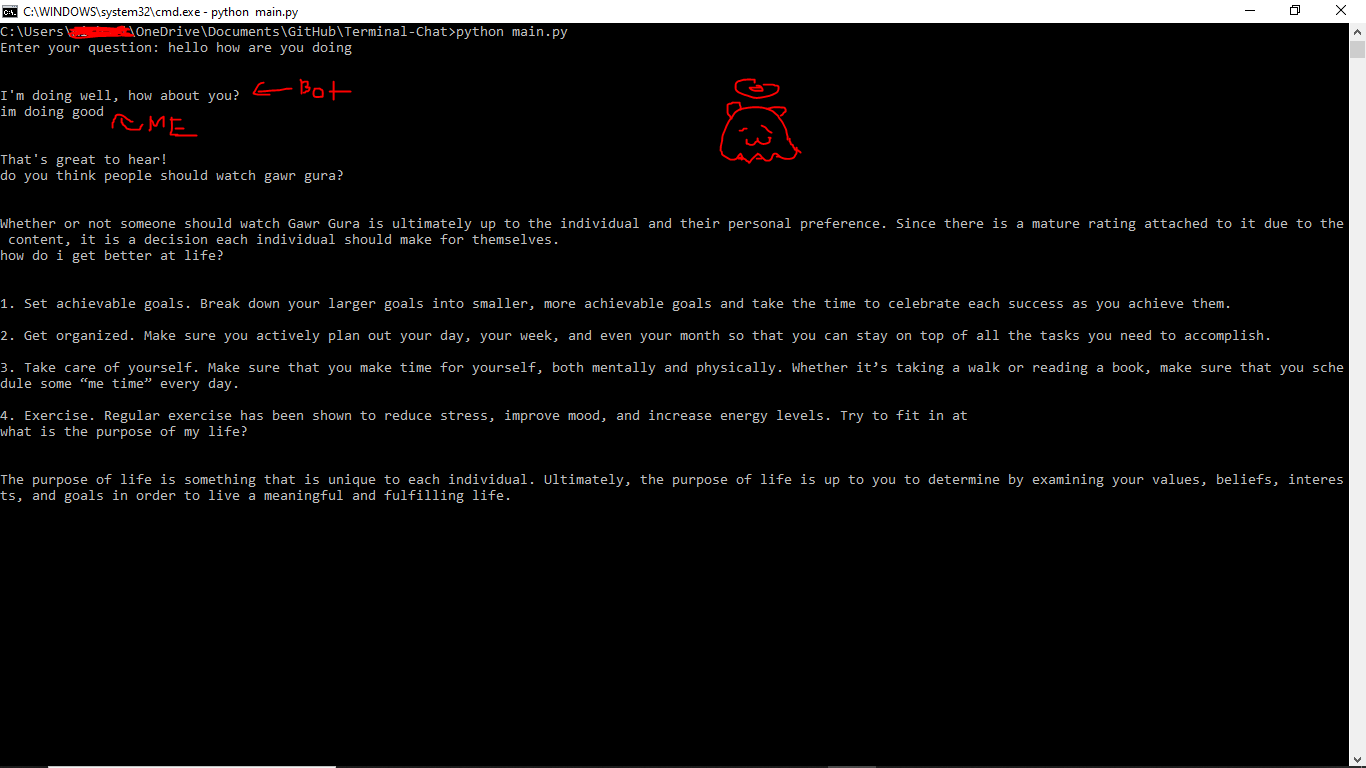 C:\WINDOWS\system32\cmd.exe - python  main.py
C:\Users\ \OneDrive\Documents\GitHub\Terminal-Chat>python main.py
Enter your question: hello how are you doing
I'm doing well, how about you? Bot
im doing good
ME
That's great to hear!
do you think people should watch gawr gura?
Whether or not someone should watch Gawr Gura is ultimately up to the individual and their personal preference. Since there is a mature rating attached to it due to the
content, it is a decision each individual should make for themselves.
how do i get better at life?
1. Set achievable goals. Break down your larger goals into smaller, more achievable goals and take the time to celebrate each success as you achieve them.
2. Get organized. Make sure you actively plan out your day, your week, and even your month so that you can stay on top of all the tasks you need to accomplish.
3. Take care of yourself. Make sure that you make time for yourself, both mentally and physically. Whether it’s taking a walk or reading a book, make sure that you sche
dule some “me time” every day.
4. Exercise. Regular exercise has been shown to reduce stress, improve mood, and increase energy levels. Try to fit in at
what is the purpose of my life?
The purpose of life is something that is unique to each individual. Ultimately, the purpose of life is up to you to determine by examining your values, beliefs, interes
ts, and goals in order to live a meaningful and fulfilling life.